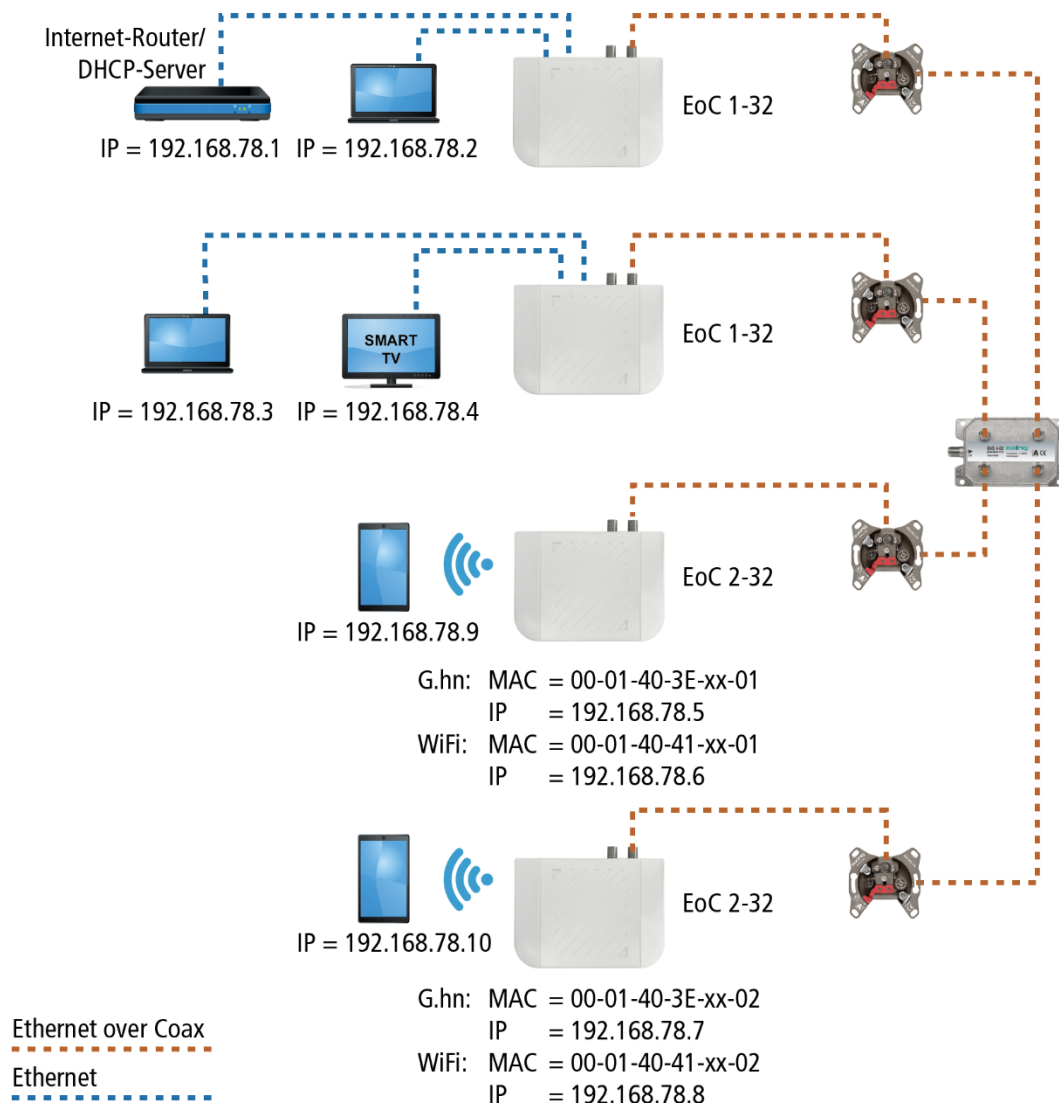 Internet-Router/
DHCP-Server
EoC 1-32
IP = 192.168.78.1 IP = 192.168.78.2
SMART
TV
EoC 1-32
IP = 192.168.78.3 IP = 192.168.78.4
EoC 2-32
IP = 192.168.78.9
G.hn: MAC = 00-01-40-3E-xx-01
IP = 192.168.78.5
WiFi: MAC = 00-01-40-41-xx-01
IP = 192.168.78.6
EoC 2-32
IP = 192.168.78.10
G.hn: MAC = 00-01-40-3E-xx-02
IP = 192.168.78.7
WiFi: MAC = 00-01-40-41-xx-02
IP = 192.168.78.8
Ethernet over Coax
Ethernet